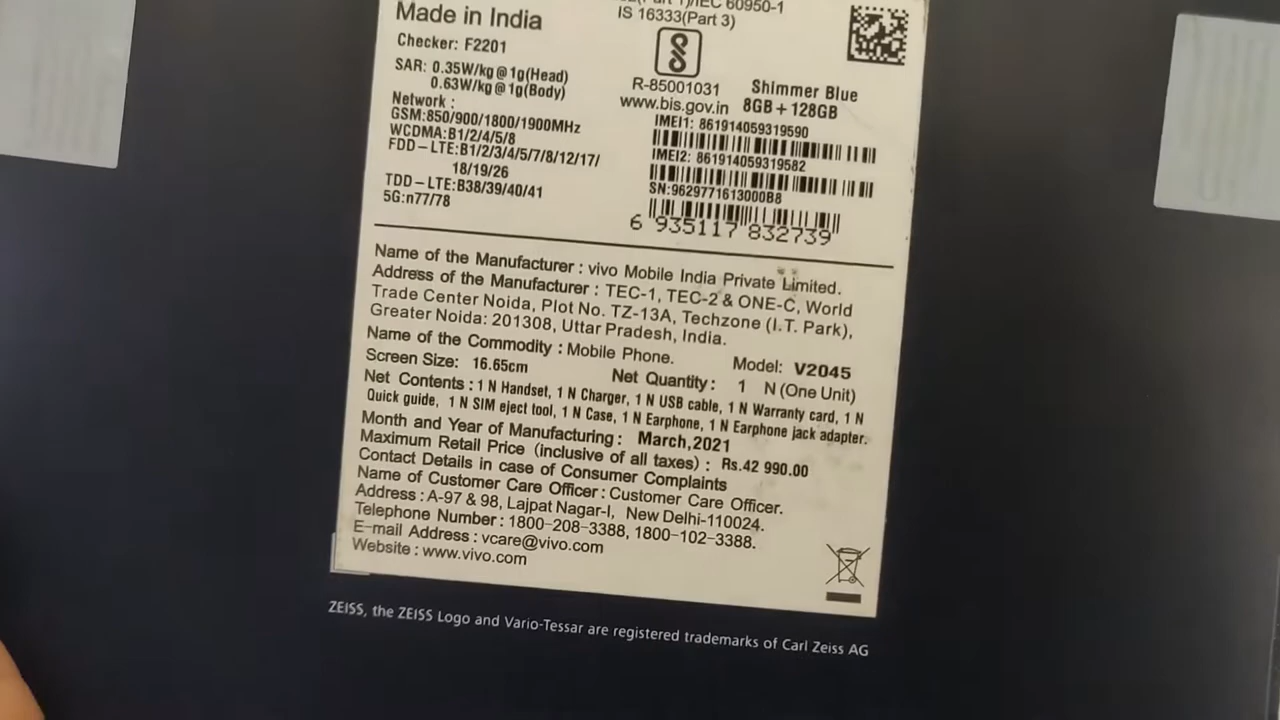 Made in India
Checker: F2201
SAR: 0.35W/kg @ 1g(Head)
0.63W/kg @ 1g(Body)
Network :
GSM:850/900/1800/1900MHz
WCDMA:B1/2/4/5/8
FDD-LTE:B1/2/3/4/5/7/8/12/17/
18/19/26
TDD-LTE:B38/39/40/41
5G:n77/78
60950-1
IS 16333(Part 3)
R-85001031
www.bis.gov.in
Shimmer Blue
8GB+128GB
IMEI1: 861914059319590
IMEI2: 861914059319582
SN:9629771613000B8
6 935117 832739
Name of the Manufacturer : vivo Mobile India Private Limited.
Address of the Manufacturer : TEC-1, TEC-2 & ONE-C, World
Trade Center Noida, Plot No. TZ-13A, Techzone (I.T. Park),
Greater Noida: 201308, Uttar Pradesh, India.
Name of the Commodity : Mobile Phone. Model: V2045
Screen Size: 16.65cm Net Quantity: 1 N (One Unit)
Net Contents : 1 N Handset, 1 N Charger, 1 N USB cable, 1 N Warranty card, 1 N
Quick guide, 1 N SIM eject tool, 1 N Case, 1 N Earphone, 1 N Earphone jack adapter.
Month and Year of Manufacturing : March,2021
Maximum Retail Price (inclusive of all taxes) : Rs.42 990.00
Contact Details in case of Consumer Complaints
Name of Customer Care Officer : Customer Care Officer.
Address : A-97 & 98, Lajpat Nagar-I, New Delhi-110024.
Telephone Number : 1800-208-3388, 1800-102-3388.
E-mail Address : vcare@vivo.com
Website : www.vivo.com
ZEISS, the ZEISS Logo and Vario-Tessar are registered trademarks of Carl Zeiss AG